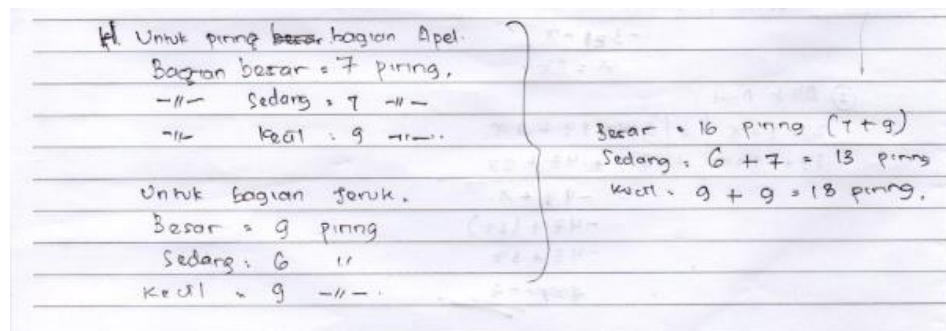 Untuk piring besar bagian Apel.
Bagian besar = 7 piring.
-〃- Sedang = 7 -〃-
-〃- Kecil = 9 -〃-.
Untuk bagian Jeruk.
Besar = 9 piring
Sedang = 6 〃
Kecil = 9 -〃-.
Besar = 16 piring (7+9)
Sedang = 6 + 7 = 13 piring
Kecil = 9 + 9 = 18 piring.